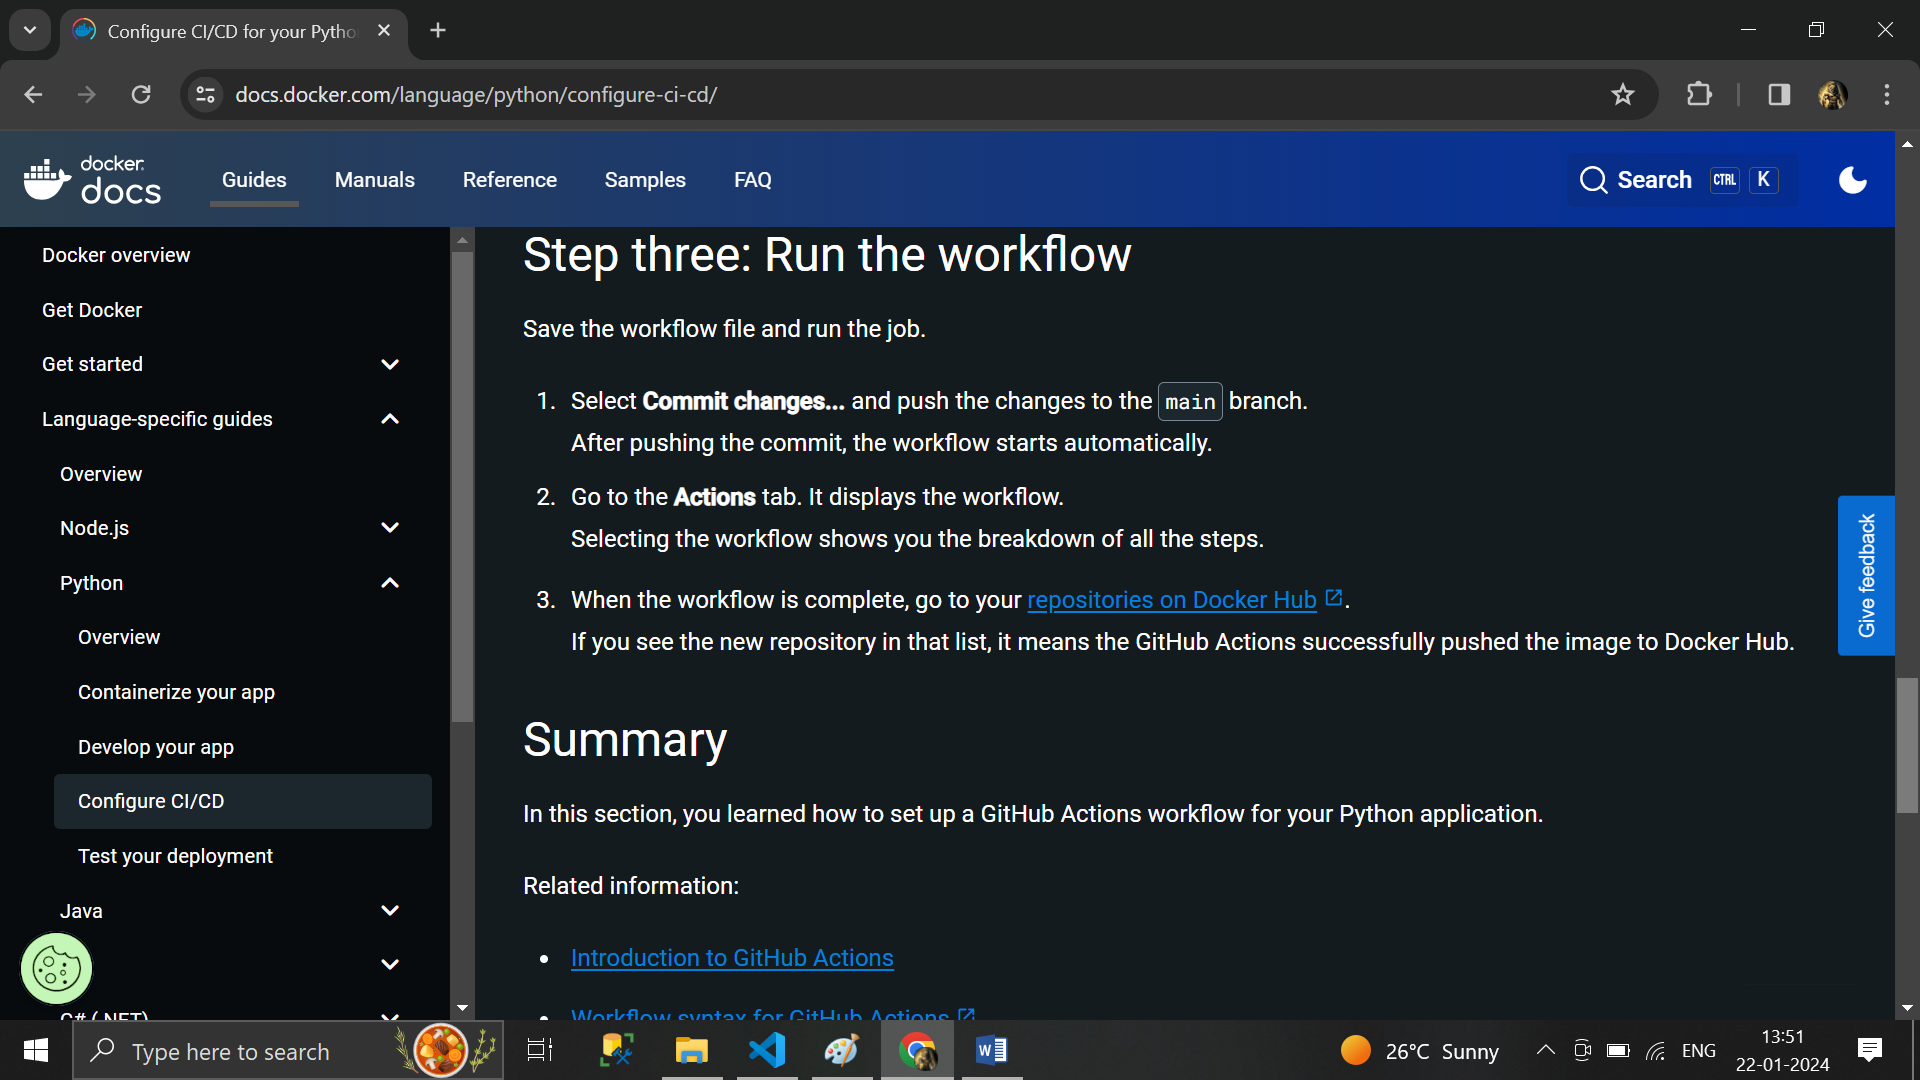 Configure CI/CD for your Pytho
docs.docker.com/language/python/configure-ci-cd/
docker
docs
Guides
Manuals
Reference
Samples
FAQ
Search
CTRL
K
Docker overview
Get Docker
Get started
Language-specific guides
Overview
Node.js
Python
Overview
Containerize your app
Develop your app
Configure CI/CD
Test your deployment
Java
C# (.NET)
Step three: Run the workflow
Save the workflow file and run the job.
1. Select Commit changes... and push the changes to the main branch.
After pushing the commit, the workflow starts automatically.
2. Go to the Actions tab. It displays the workflow.
Selecting the workflow shows you the breakdown of all the steps.
3. When the workflow is complete, go to your repositories on Docker Hub.
If you see the new repository in that list, it means the GitHub Actions successfully pushed the image to Docker Hub.
Summary
In this section, you learned how to set up a GitHub Actions workflow for your Python application.
Related information:
• Introduction to GitHub Actions
• Workflow syntax for GitHub Actions
Give feedback
Type here to search
26°C Sunny
ENG
13:51
22-01-2024